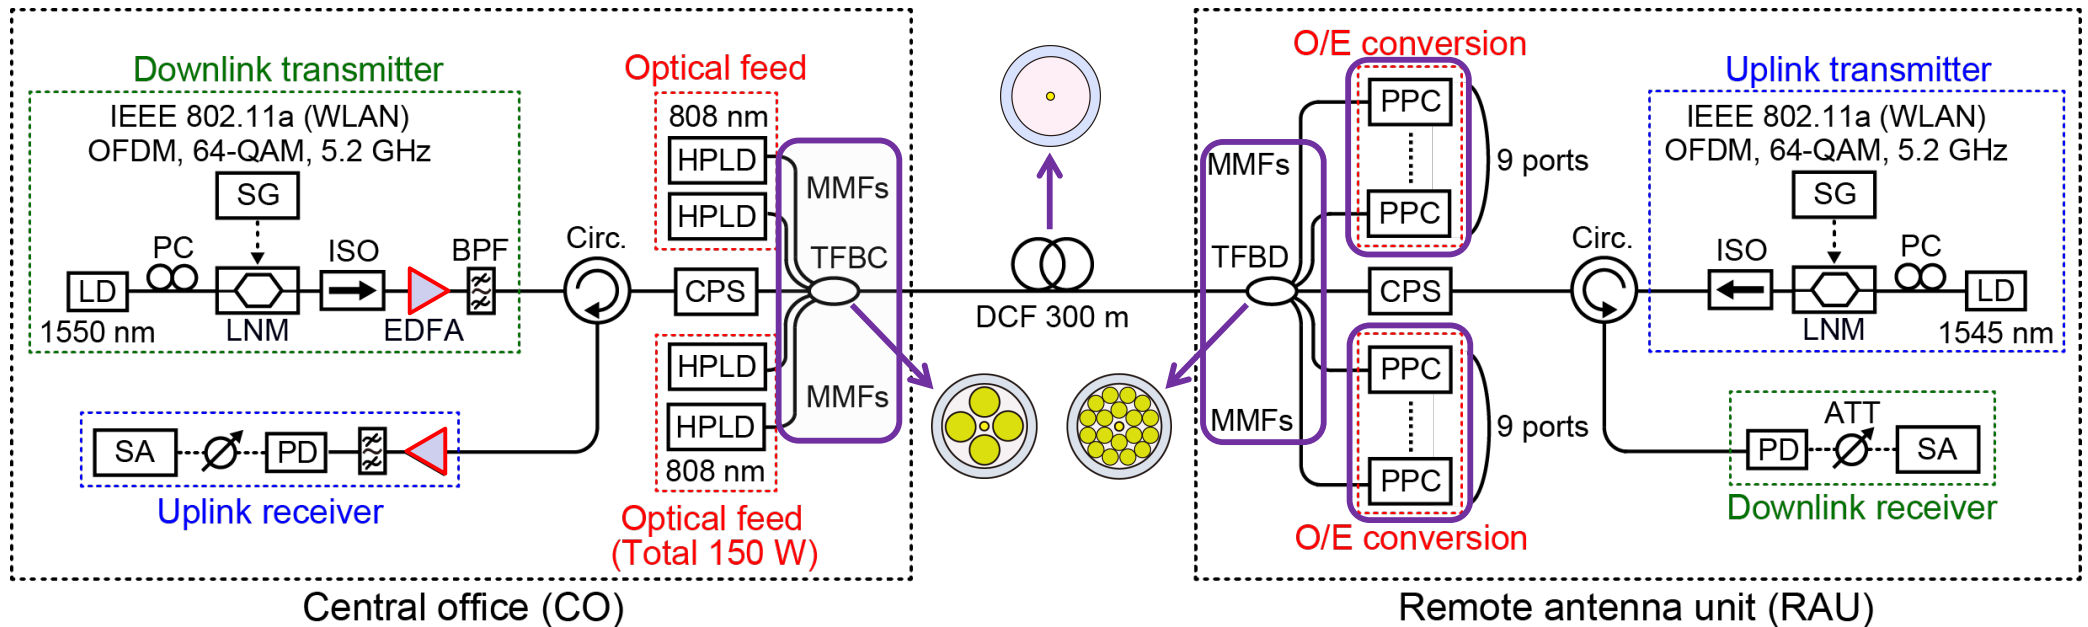 Downlink transmitter
IEEE 802.11a (WLAN)
OFDM, 64-QAM, 5.2 GHz
SG
PC
ISO
BPF
LD
1550 nm
LNM
EDFA
Circ.
SA
PD
Uplink receiver
Optical feed
808 nm
HPLD
HPLD
CPS
HPLD
HPLD
808 nm
Optical feed
(Total 150 W)
MMFs
TFBC
MMFs
Central office (CO)
DCF 300 m
O/E conversion
PPC
PPC
9 ports
MMFs
TFBD
MMFs
CPS
PPC
PPC
9 ports
O/E conversion
Circ.
Uplink transmitter
IEEE 802.11a (WLAN)
OFDM, 64-QAM, 5.2 GHz
SG
ISO
PC
LNM
LD
1545 nm
ATT
PD
SA
Downlink receiver
Remote antenna unit (RAU)